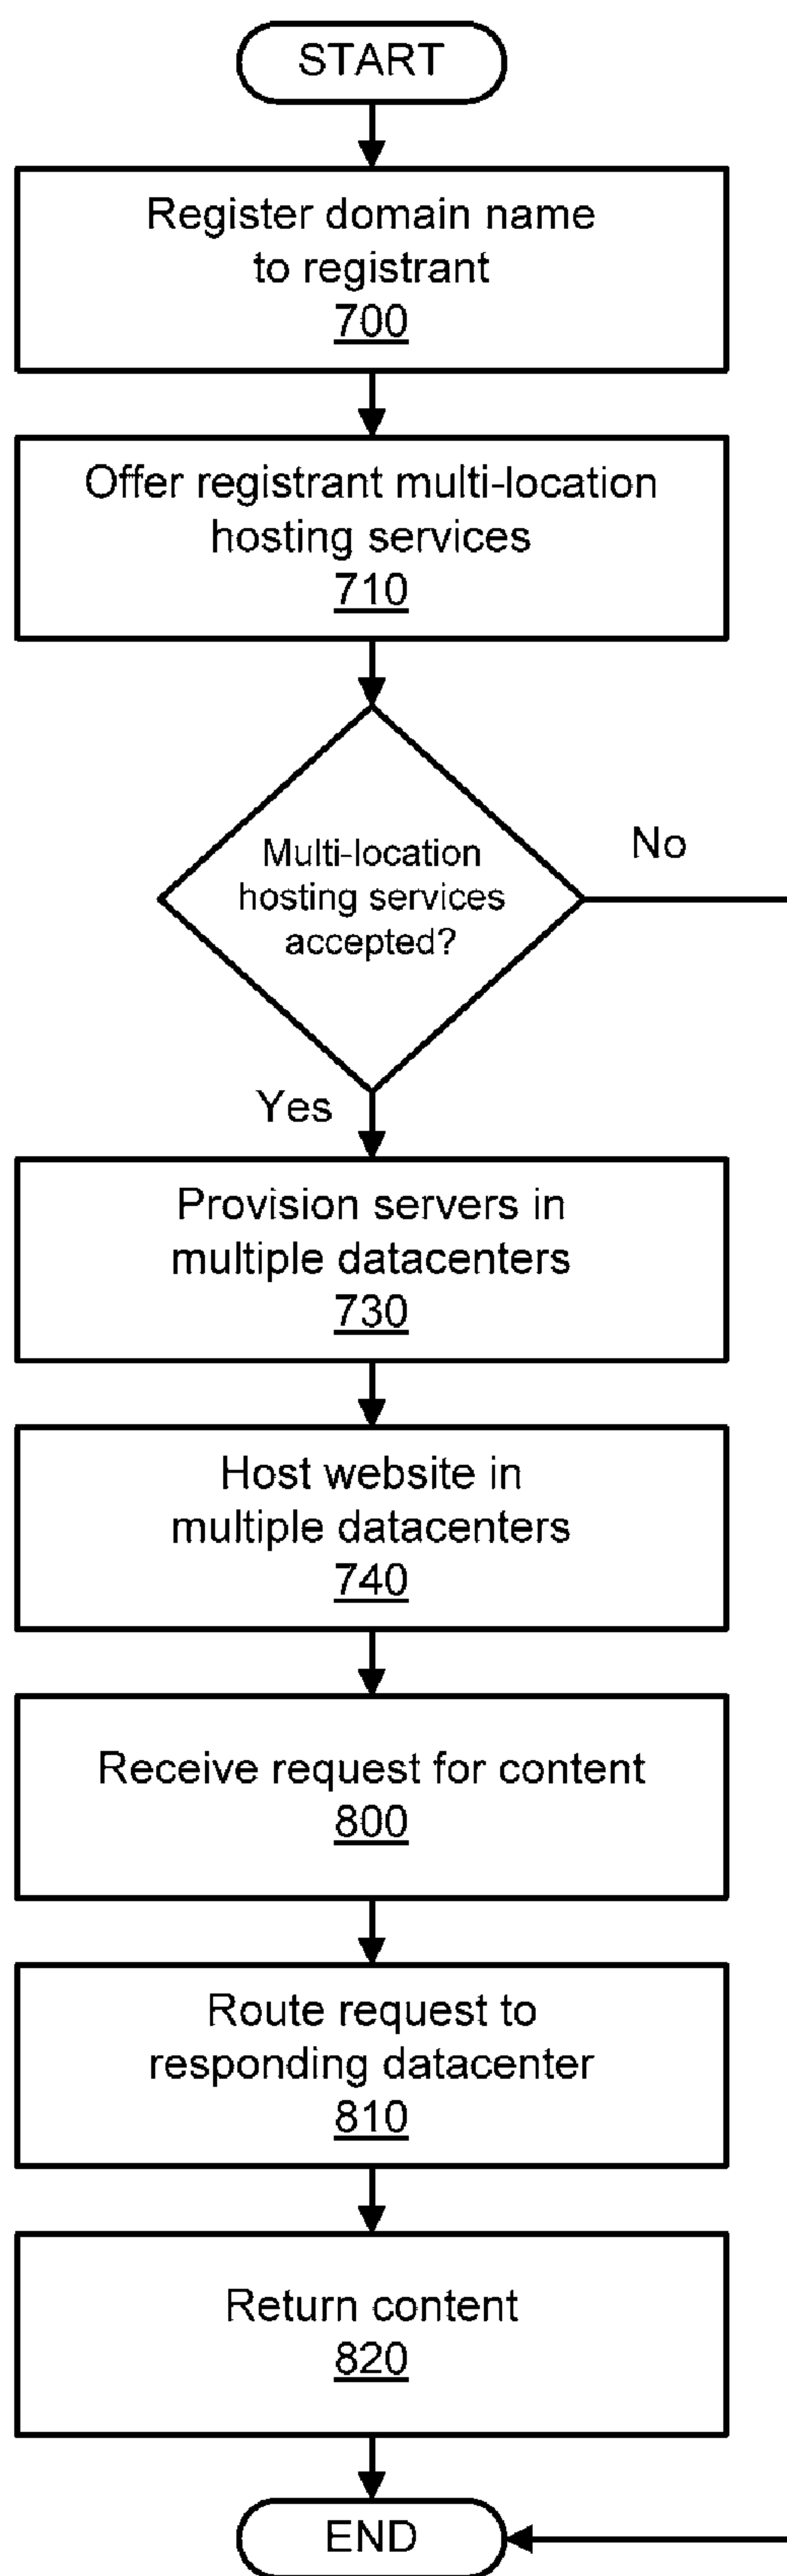 START
Register domain name
to registrant
700
Offer registrant multi-location
hosting services
710
Multi-location
hosting services
accepted?
No
Yes
Provision servers in
multiple datacenters
730
Host website in
multiple datacenters
740
Receive request for content
800
Route request to
responding datacenter
810
Return content
820
END